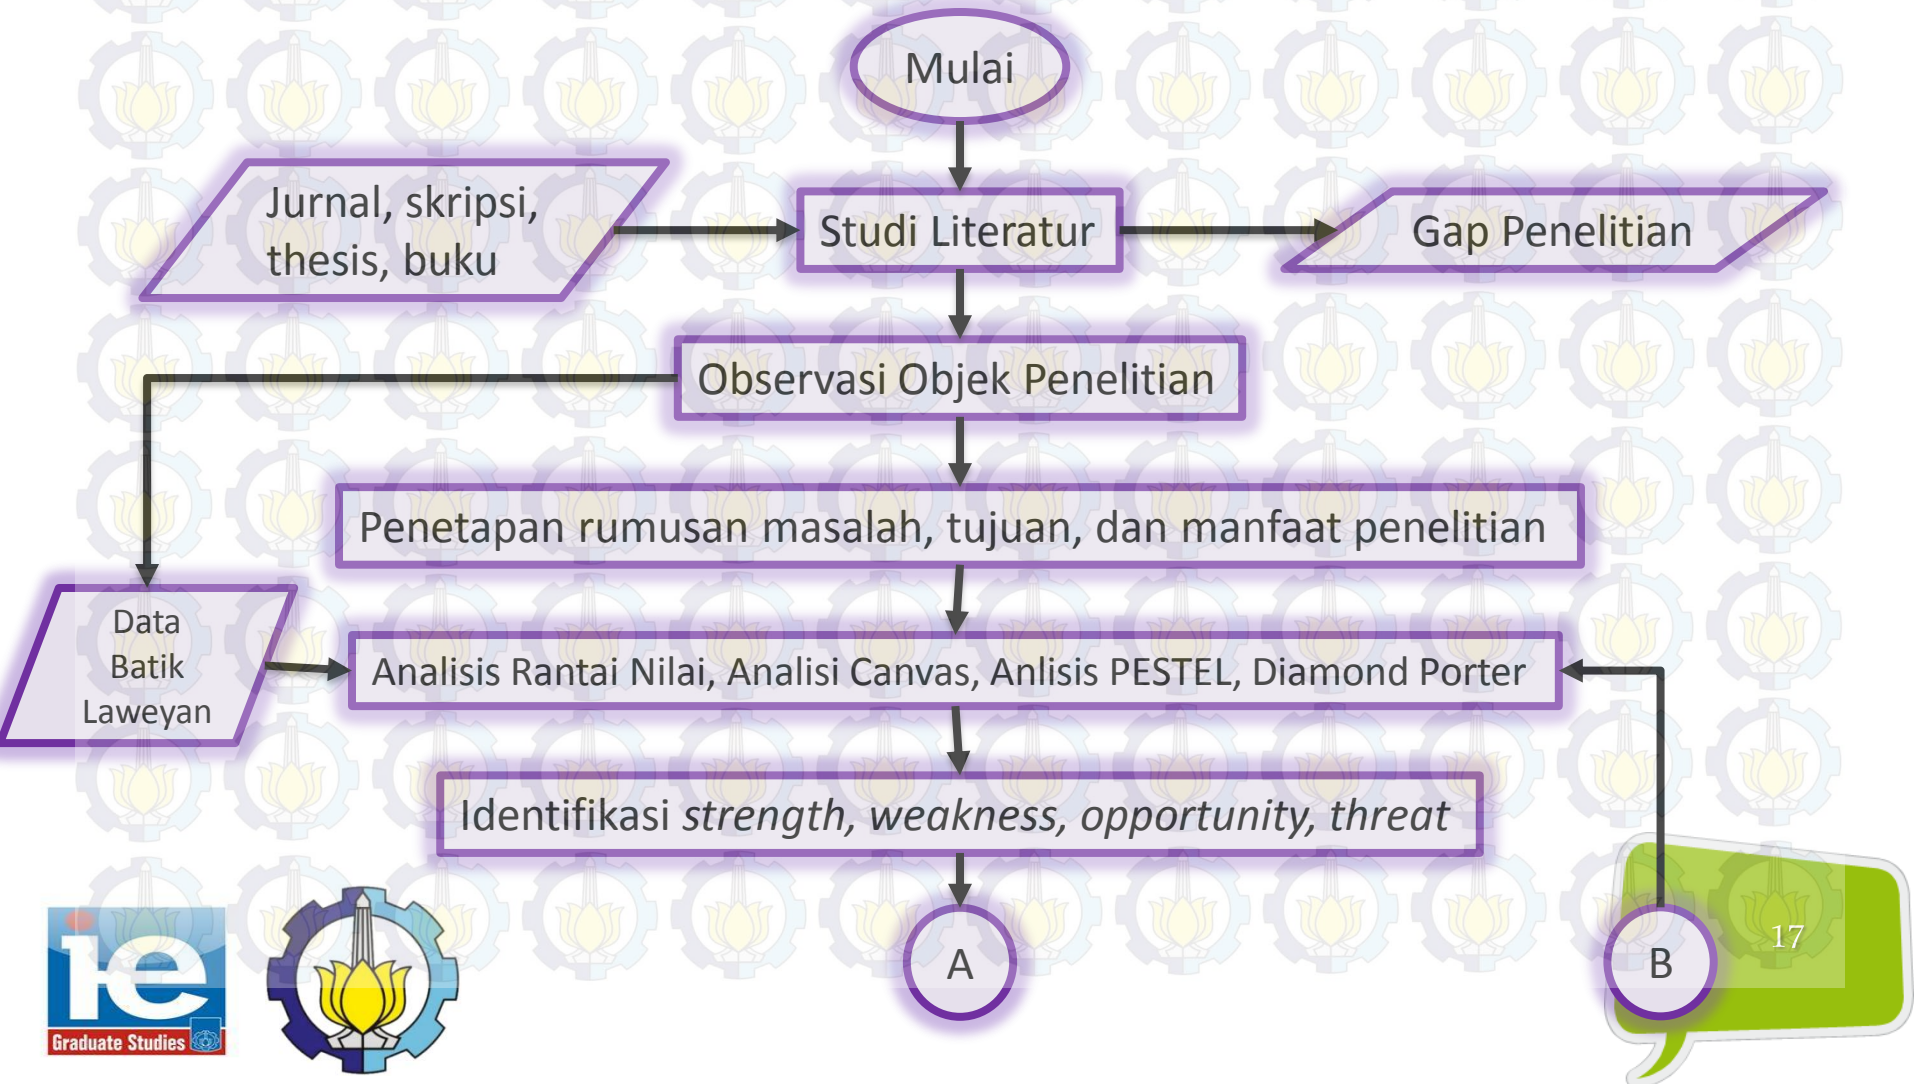 Mulai
Jurnal, skripsi,
thesis, buku
Studi Literatur
Gap Penelitian
Observasi Objek Penelitian
Penetapan rumusan masalah, tujuan, dan manfaat penelitian
Data
Batik
Laweyan
Analisis Rantai Nilai, Analisi Canvas, Anlisis PESTEL, Diamond Porter
Identifikasi strength, weakness, opportunity, threat
A
B
17
ie
Graduate Studies